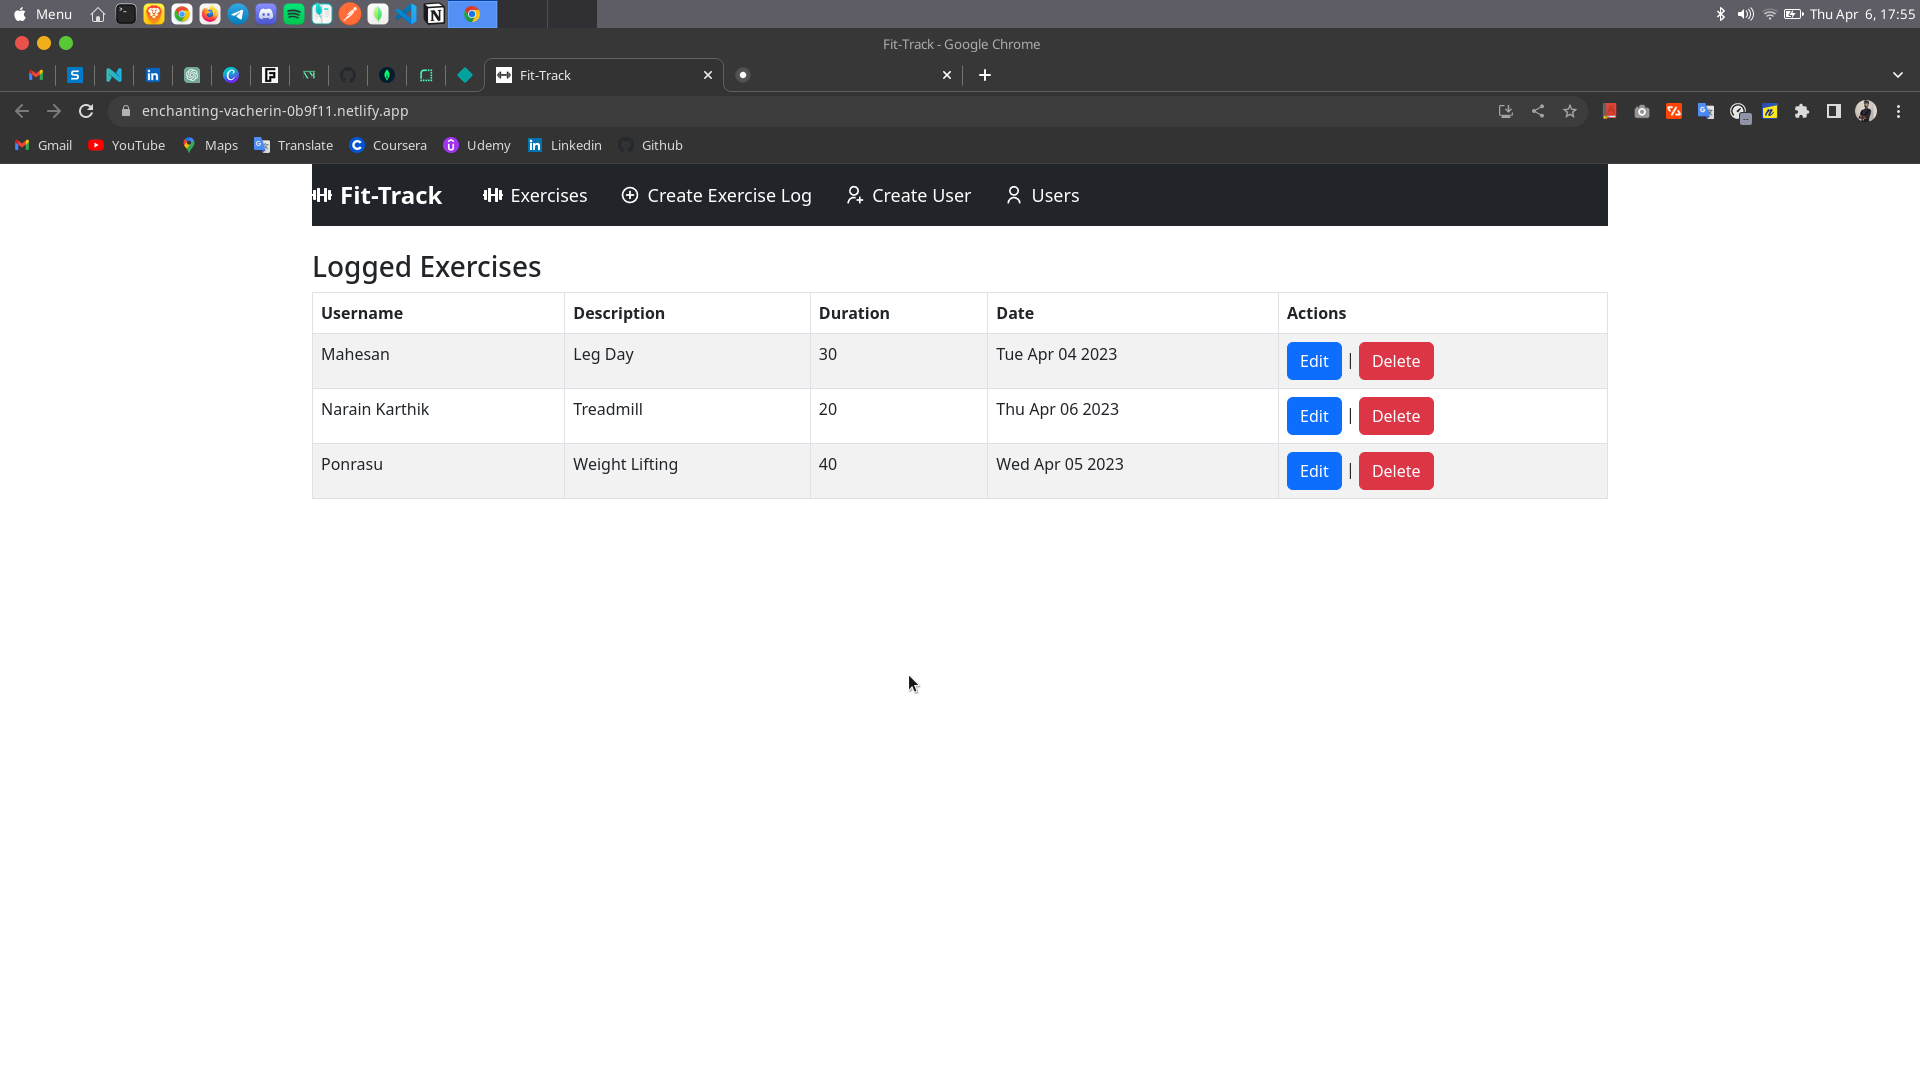 Menu
Thu Apr 6, 17:55
Fit-Track - Google Chrome
Fit-Track
enchanting-vacherin-0b9f11.netlify.app
Gmail YouTube Maps Translate Coursera Udemy Linkedin Github
Fit-Track Exercises Create Exercise Log Create User Users
Logged Exercises
Username Description Duration Date Actions
Mahesan Leg Day 30 Tue Apr 04 2023 Edit | Delete
Narain Karthik Treadmill 20 Thu Apr 06 2023 Edit | Delete
Ponrasu Weight Lifting 40 Wed Apr 05 2023 Edit | Delete